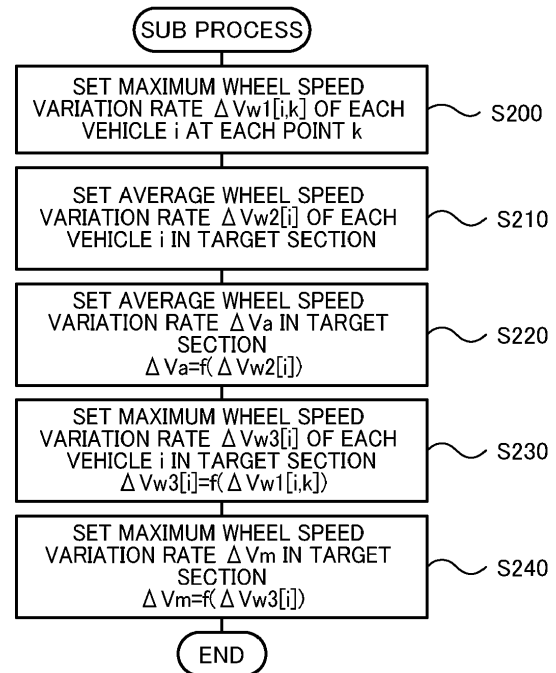 SUB PROCESS
SET MAXIMUM WHEEL SPEED
VARIATION RATE ΔVw1[i,k] OF EACH
VEHICLE i AT EACH POINT k
S200
SET AVERAGE WHEEL SPEED
VARIATION RATE ΔVw2[i] OF EACH
VEHICLE i IN TARGET SECTION
S210
SET AVERAGE WHEEL SPEED
VARIATION RATE ΔVa IN TARGET
SECTION
ΔVa=f(ΔVw2[i])
S220
SET MAXIMUM WHEEL SPEED
VARIATION RATE ΔVw3[i] OF EACH
VEHICLE i IN TARGET SECTION
ΔVw3[i]=f(ΔVw1[i,k])
S230
SET MAXIMUM WHEEL SPEED
VARIATION RATE ΔVm IN TARGET
SECTION
ΔVm=f(ΔVw3[i])
S240
END